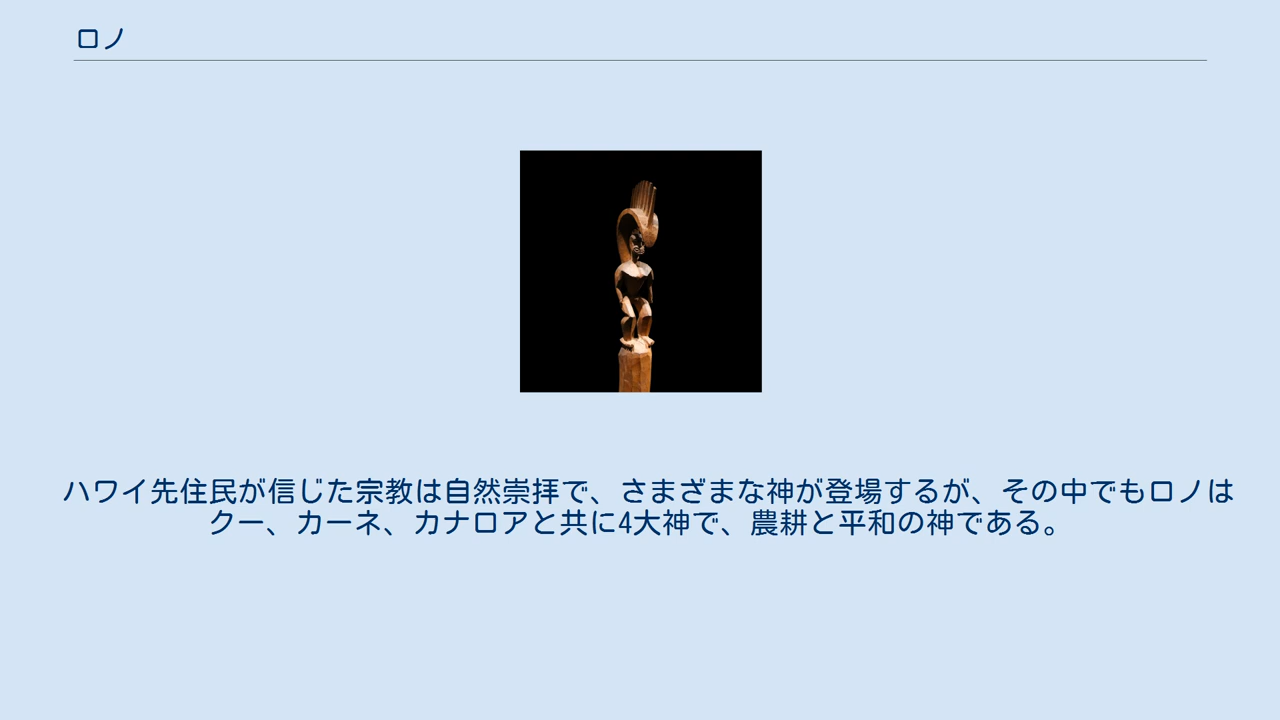 ロノ
ハワイ先住民が信じた宗教は自然崇拝で、さまざまな神が登場するが、その中でもロノは
クー、カーネ、カナロアと共に4大神で、農耕と平和の神である。